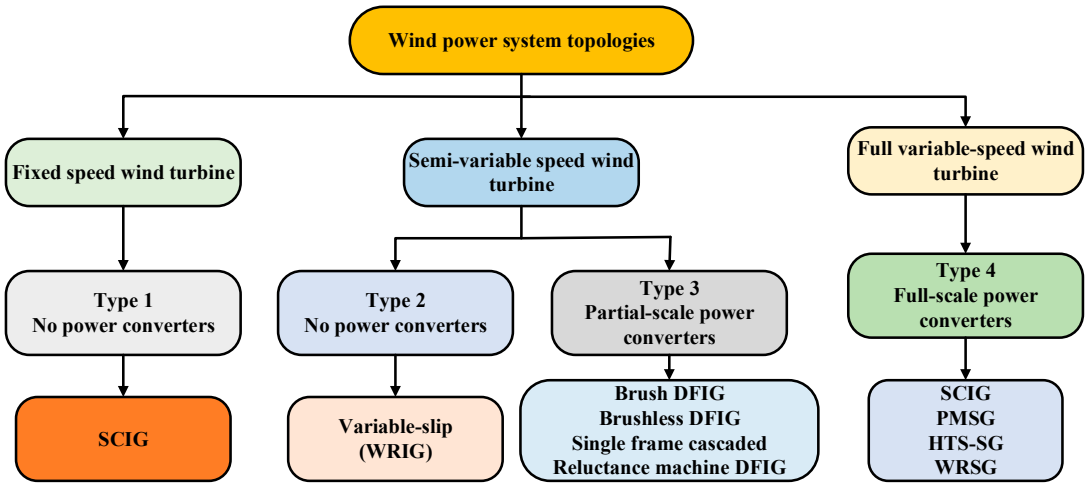 Wind power system topologies
Fixed speed wind turbine
Semi-variable speed wind
turbine
Full variable-speed wind
turbine
Type 1
No power converters
Type 2
No power converters
Type 3
Partial-scale power
converters
Type 4
Full-scale power
converters
SCIG
Variable-slip
(WRIG)
Brush DFIG
Brushless DFIG
Single frame cascaded
Reluctance machine DFIG
SCIG
PMSG
HTS-SG
WRSG